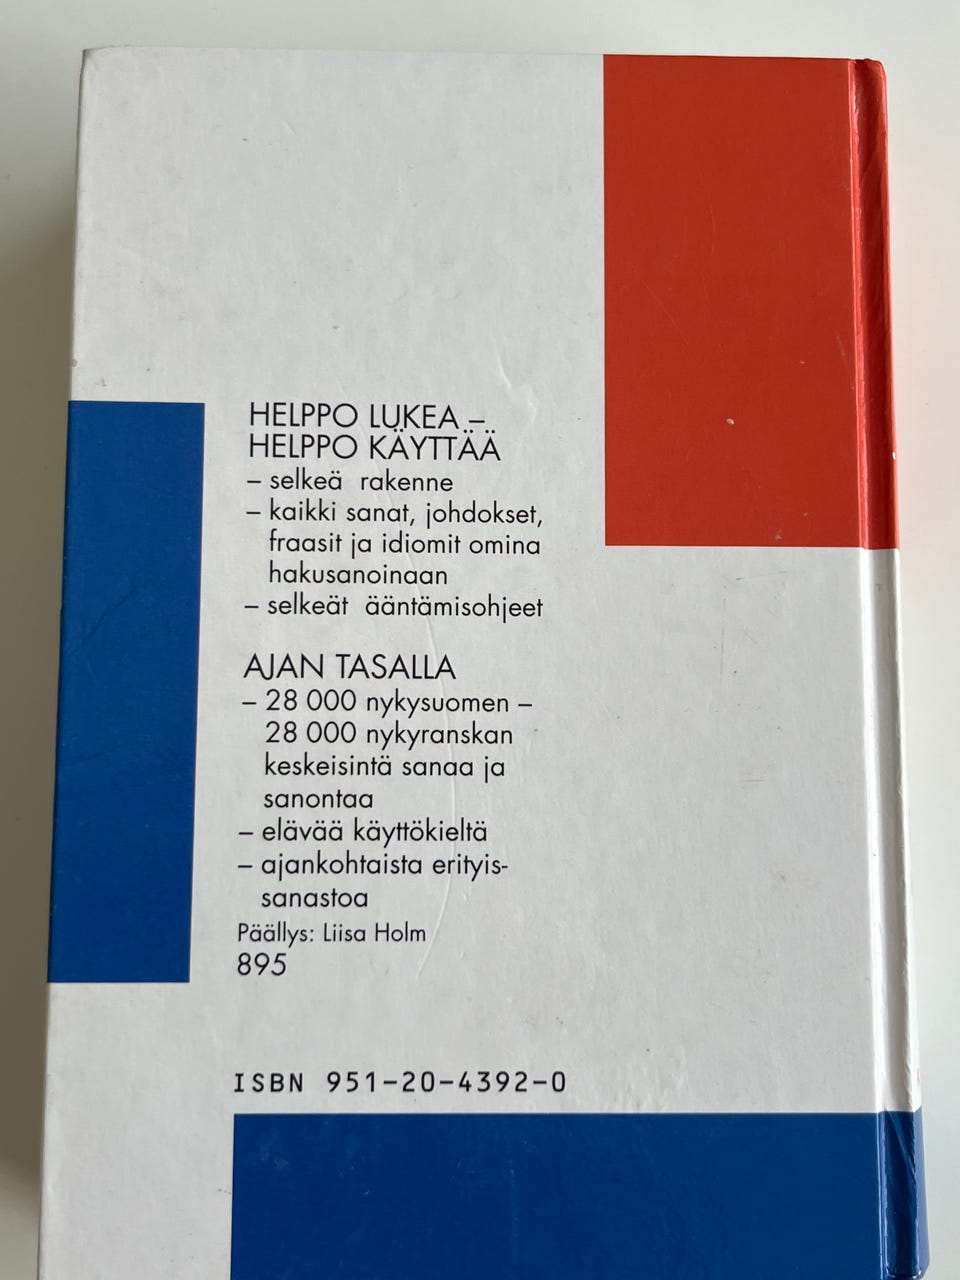 HELPPO LUKEA –
HELPPO KÄYTTÄÄ
– selkeä rakenne
– kaikki sanat, johdokset,
fraasit ja idiomit omina
hakusanoinaan
– selkeät ääntämisohjeet
AJAN TASALLA
– 28 000 nykysuomen –
28 000 nykyranskan
keskeisintä sanaa ja
sanontaa
– elävää käyttökieltä
– ajankohtaista erityis-
sanastoa
Päällys: Liisa Holm
895
ISBN 951-20-4392-0